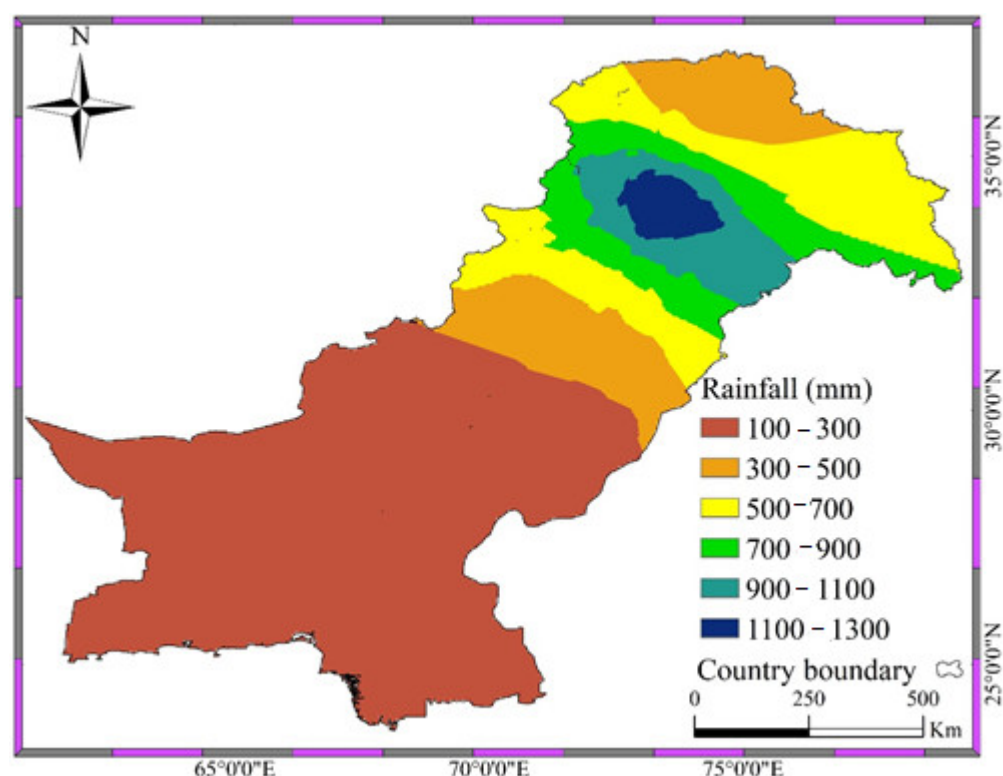 N
35°0'0"N
Rainfall (mm)
100 – 300
30°0'0"N
300 – 500
500 – 700
700 – 900
900 – 1100
1100 – 1300
Country boundary
25°0'0"N
0 250 500
Km
65°0'0"E 70°0'0"E 75°0'0"E